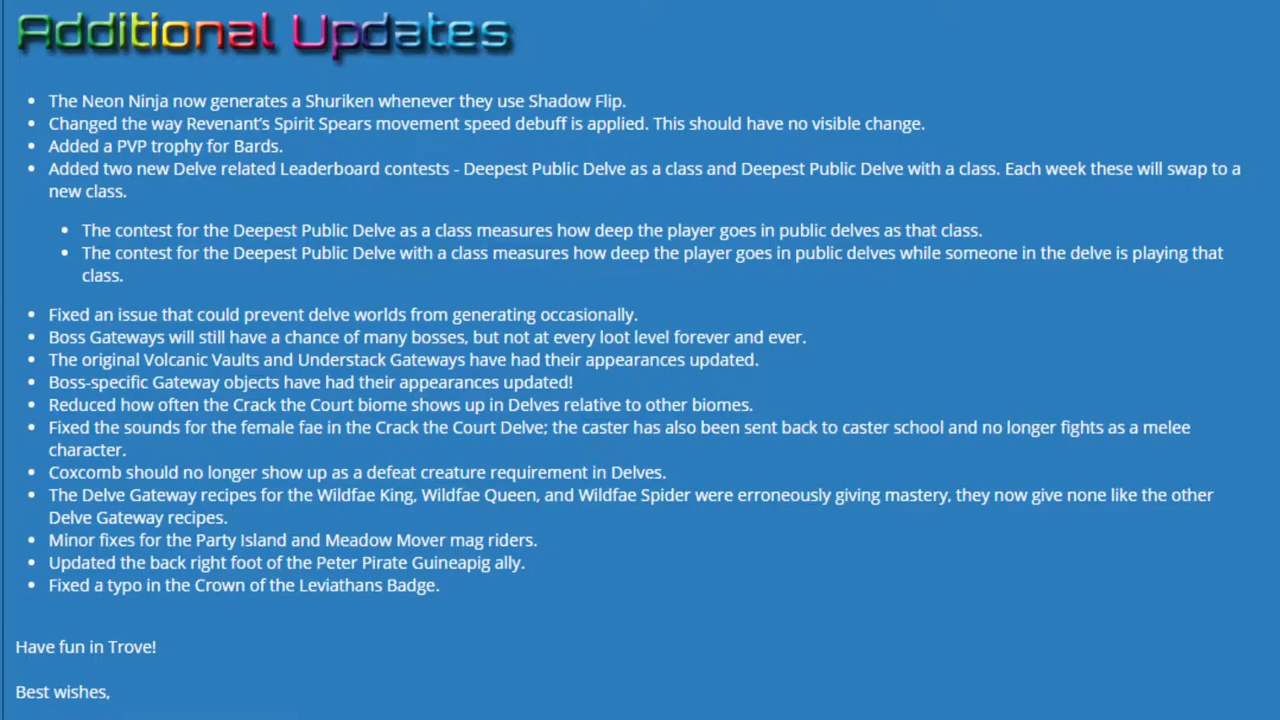 Additional Updates
• The Neon Ninja now generates a Shuriken whenever they use Shadow Flip.
• Changed the way Revenant's Spirit Spears movement speed debuff is applied. This should have no visible change.
• Added a PVP trophy for Bards.
• Added two new Delve related Leaderboard contests - Deepest Public Delve as a class and Deepest Public Delve with a class. Each week these will swap to a
new class.
• The contest for the Deepest Public Delve as a class measures how deep the player goes in public delves as that class.
• The contest for the Deepest Public Delve with a class measures how deep the player goes in public delves while someone in the delve is playing that
class.
• Fixed an issue that could prevent delve worlds from generating occasionally.
• Boss Gateways will still have a chance of many bosses, but not at every loot level forever and ever.
• The original Volcanic Vaults and Understack Gateways have had their appearances updated.
• Boss-specific Gateway objects have had their appearances updated!
• Reduced how often the Crack the Court biome shows up in Delves relative to other biomes.
• Fixed the sounds for the female fae in the Crack the Court Delve; the caster has also been sent back to caster school and no longer fights as a melee
character.
• Coxcomb should no longer show up as a defeat creature requirement in Delves.
• The Delve Gateway recipes for the Wildfae King, Wildfae Queen, and Wildfae Spider were erroneously giving mastery, they now give none like the other
Delve Gateway recipes.
• Minor fixes for the Party Island and Meadow Mover mag riders.
• Updated the back right foot of the Peter Pirate Guineapig ally.
• Fixed a typo in the Crown of the Leviathans Badge.
Have fun in Trove!
Best wishes,